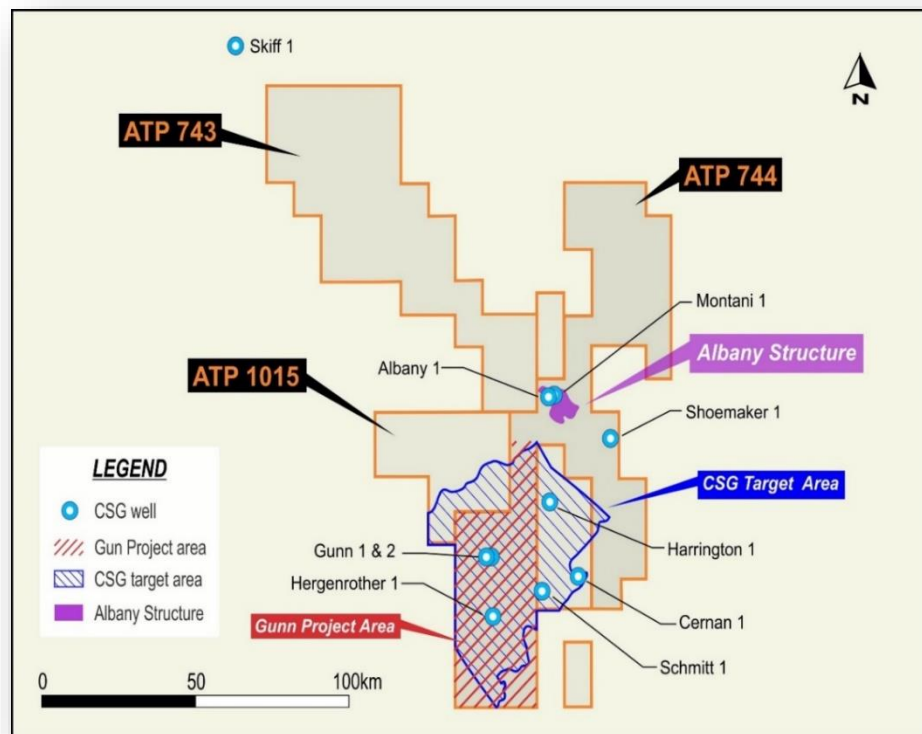 Skiff 1
N
ATP 743
ATP 744
Montani 1
Albany Structure
Albany 1
ATP 1015
Shoemaker 1
LEGEND
CSG well
Gun Project area
CSG target area
Albany Structure
CSG Target Area
Harrington 1
Gunn 1 & 2
Hergenrother 1
Gunn Project Area
Cernan 1
Schmitt 1
0 50 100km